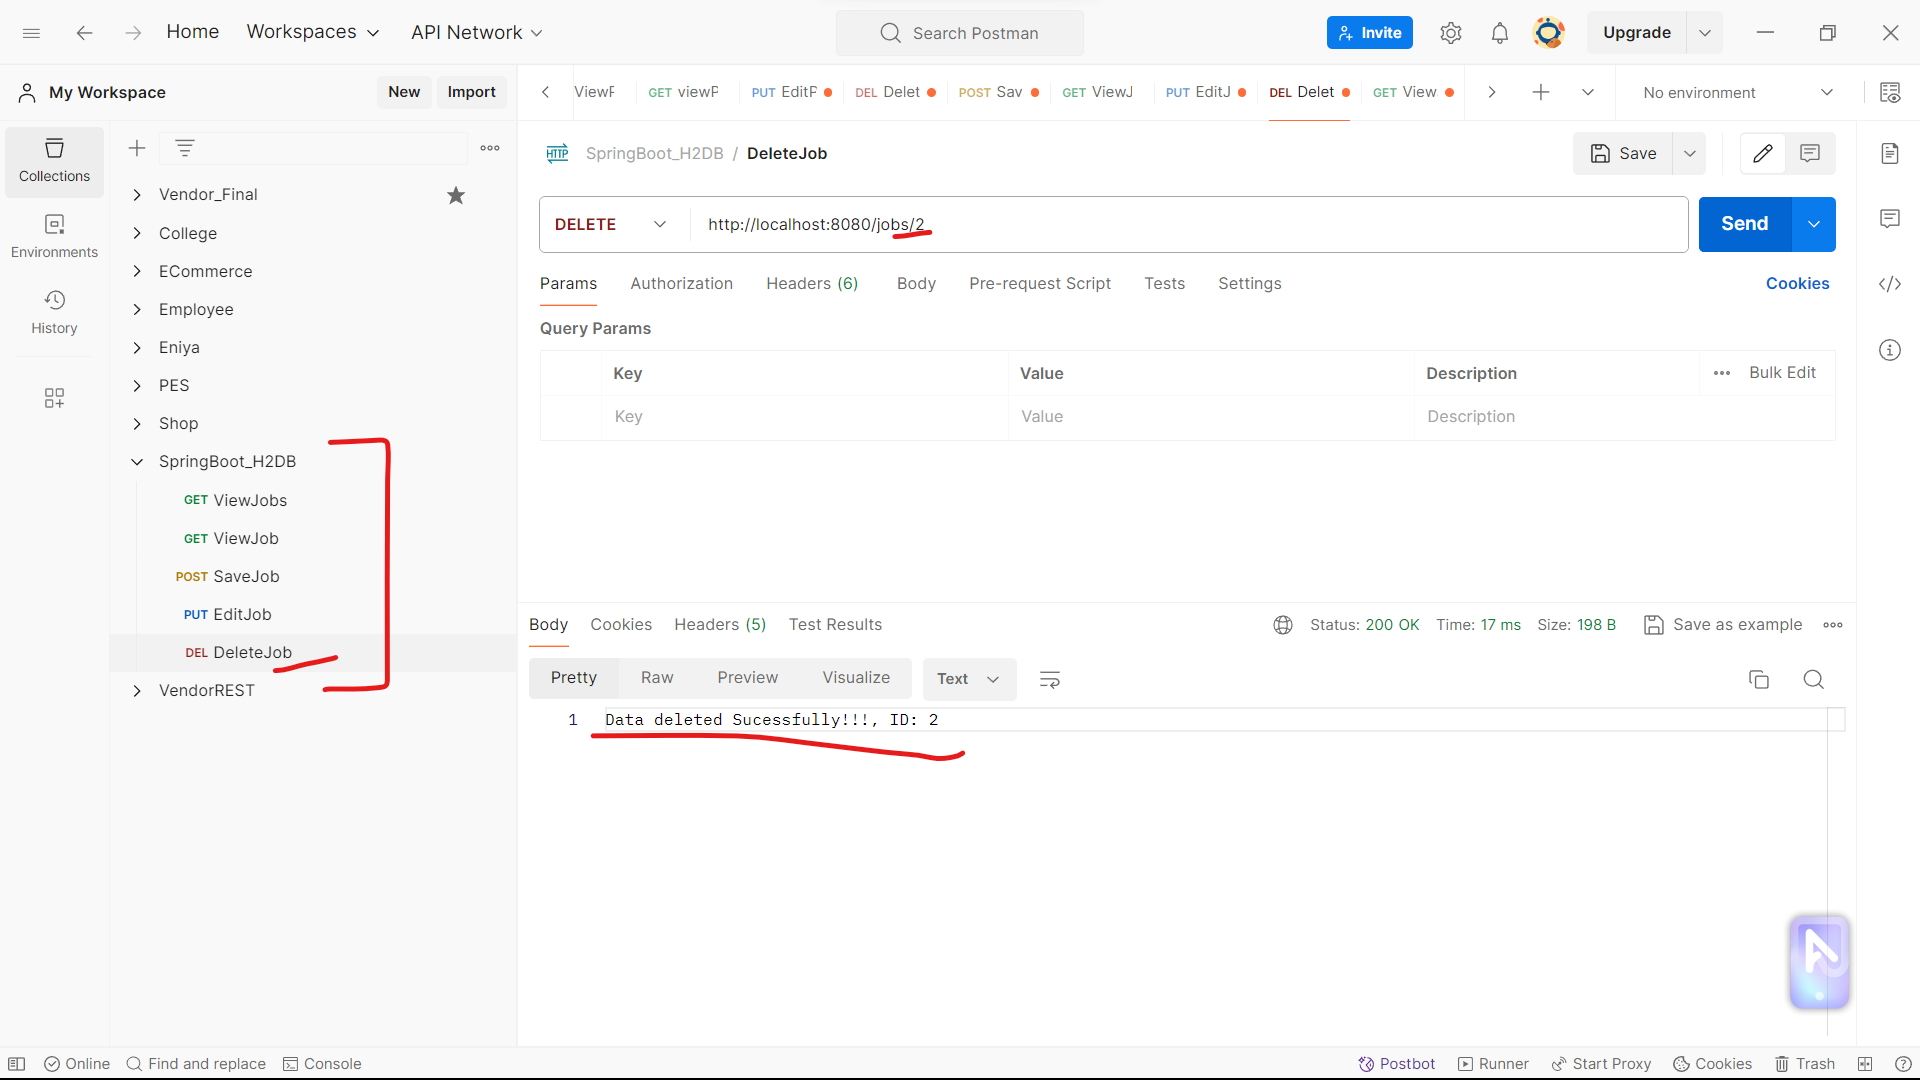 Home Workspaces API Network Search Postman Invite Upgrade
My Workspace New Import
ViewP GET viewP PUT EditP DEL Delet POST Sav GET ViewJ PUT EditJ DEL Delet GET View No environment
Collections
Environments
History
Vendor_Final
College
ECommerce
Employee
Eniya
PES
Shop
SpringBoot_H2DB
GET ViewJobs
GET ViewJob
POST SaveJob
PUT EditJob
DEL DeleteJob
VendorREST
HTTP SpringBoot_H2DB / DeleteJob Save
DELETE http://localhost:8080/jobs/2 Send
Params Authorization Headers (6) Body Pre-request Script Tests Settings Cookies
Query Params
Key Value Description Bulk Edit
Key Value Description
Body Cookies Headers (5) Test Results Status: 200 OK Time: 17 ms Size: 198 B Save as example
Pretty Raw Preview Visualize Text
1 Data deleted Sucessfully!!!, ID: 2
Online Find and replace Console Postbot Runner Start Proxy Cookies Trash